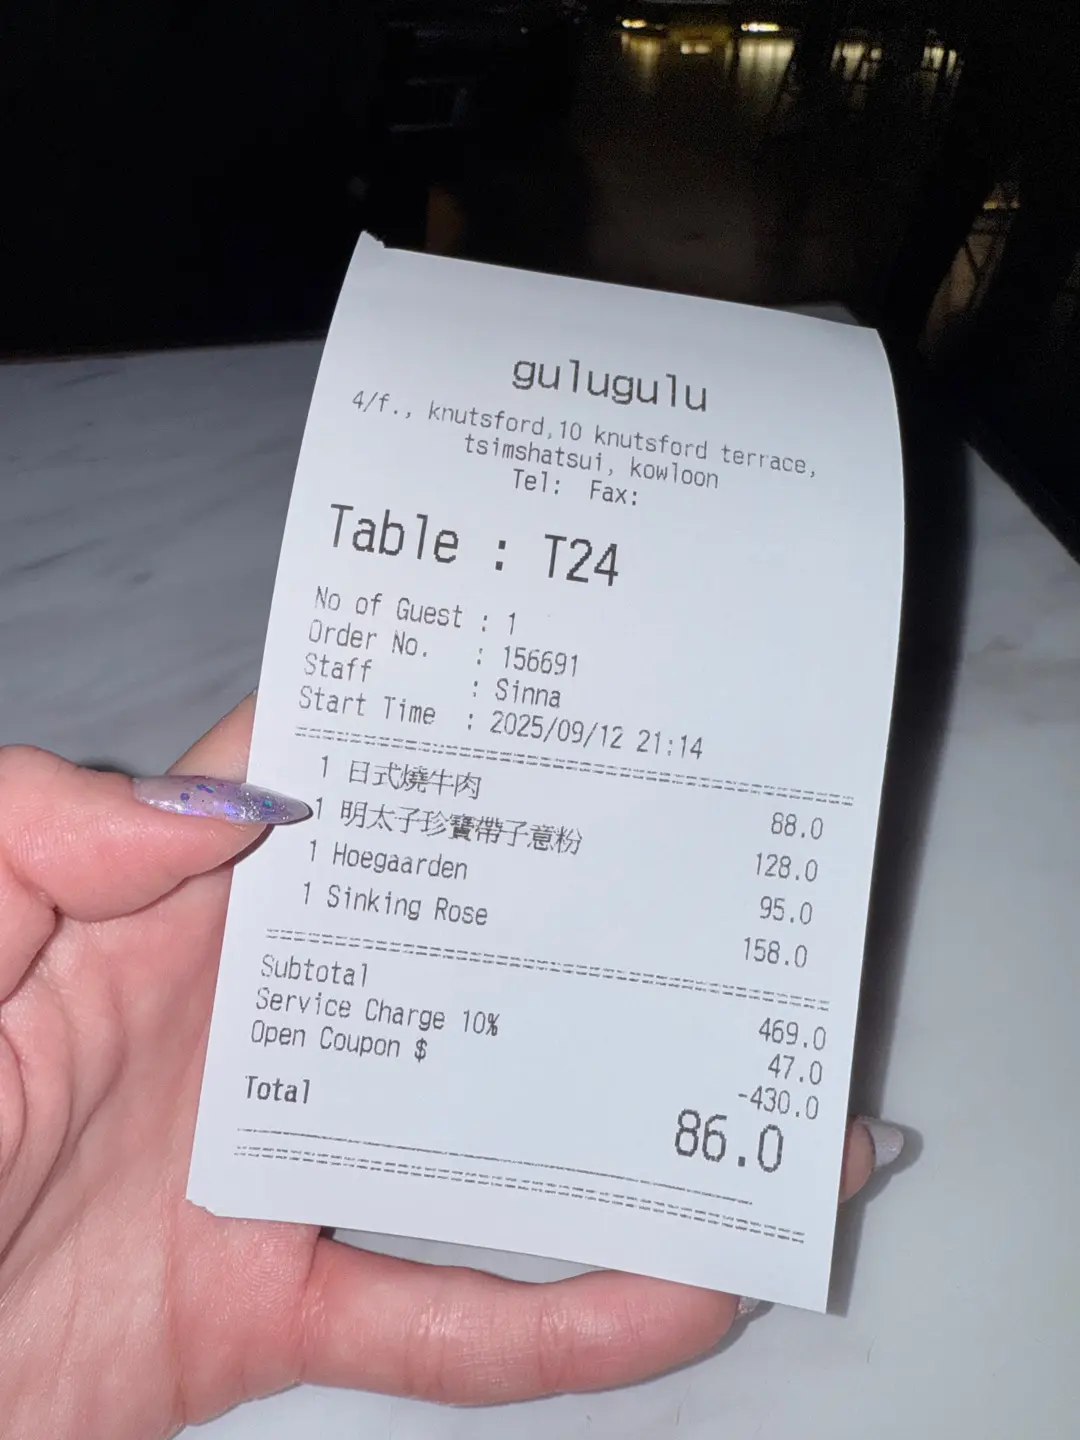 gulugulu
4/f., knutsford,10 knutsford terrace,
tsimshatsui, kowloon
Tel: Fax:
Table : T24
No of Guest : 1
Order No. : 156691
Staff : Sinna
Start Time : 2025/09/12 21:14
1 日式燒牛肉 88.0
1 明太子珍寶帶子意粉 128.0
1 Hoegaarden 95.0
1 Sinking Rose 158.0
Subtotal 469.0
Service Charge 10% 47.0
Open Coupon $ -430.0
Total 86.0